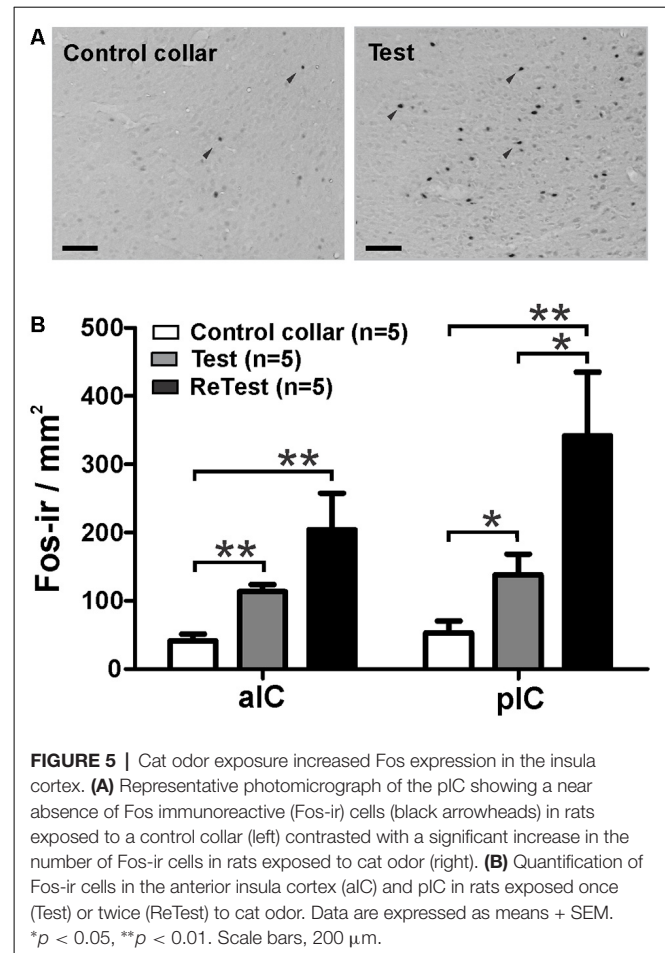 A
Control collar
Test
B
Fos-ir / mm²
500
400
300
200
100
0
Control collar (n=5)
Test (n=5)
ReTest (n=5)
**
**
**
*
*
aIC
pIC
FIGURE 5 | Cat odor exposure increased Fos expression in the insula
cortex. (A) Representative photomicrograph of the pIC showing a near
absence of Fos immunoreactive (Fos-ir) cells (black arrowheads) in rats
exposed to a control collar (left) contrasted with a significant increase in the
number of Fos-ir cells in rats exposed to cat odor (right). (B) Quantification of
Fos-ir cells in the anterior insula cortex (aIC) and pIC in rats exposed once
(Test) or twice (ReTest) to cat odor. Data are expressed as means + SEM.
*p < 0.05, **p < 0.01. Scale bars, 200 μm.